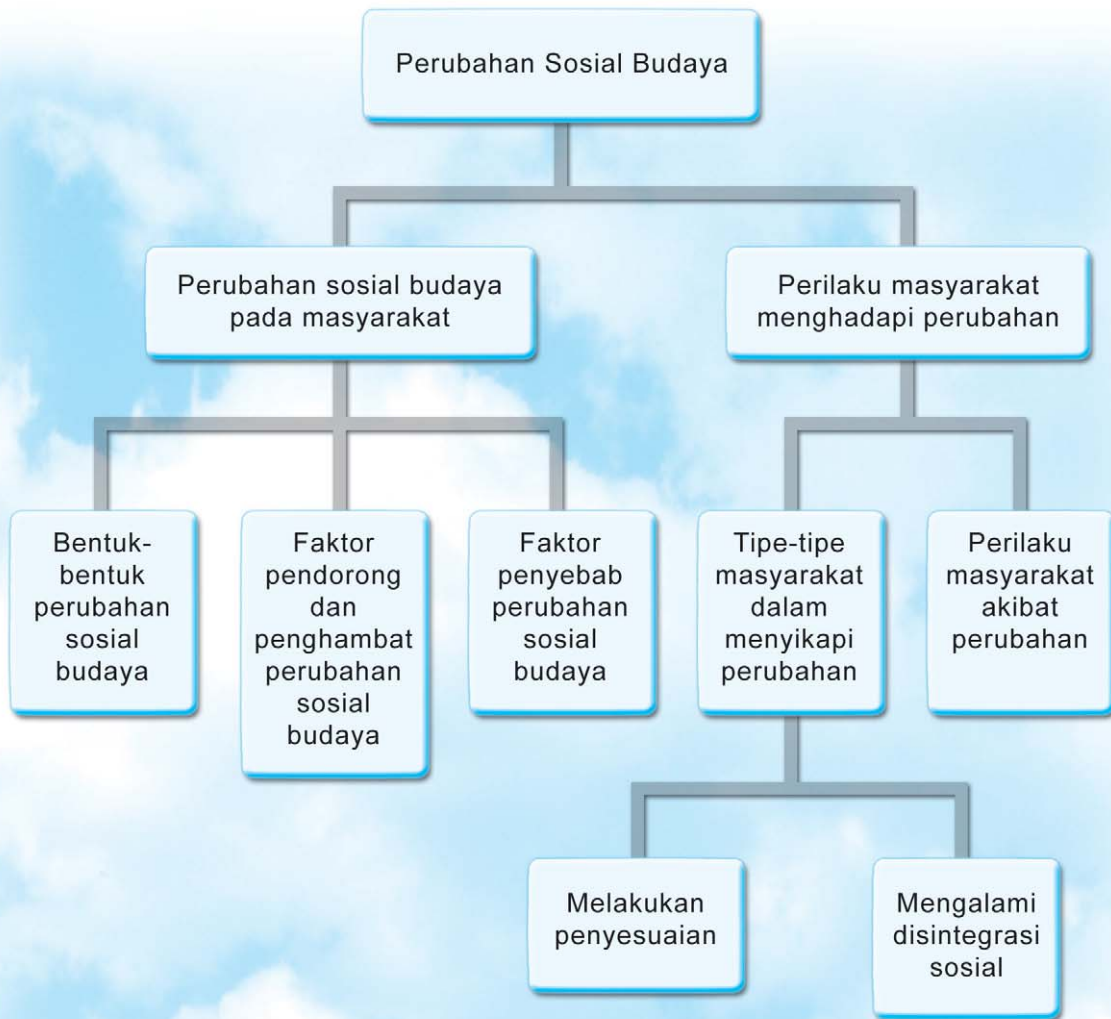 Perubahan Sosial Budaya
Perubahan sosial budaya
pada masyarakat
Perilaku masyarakat
menghadapi perubahan
Bentuk-
bentuk
perubahan
sosial
budaya
Faktor
pendorong
dan
penghambat
perubahan
sosial
budaya
Faktor
penyebab
perubahan
sosial
budaya
Tipe-tipe
masyarakat
dalam
menyikapi
perubahan
Perilaku
masyarakat
akibat
perubahan
Melakukan
penyesuaian
Mengalami
disintegrasi
sosial